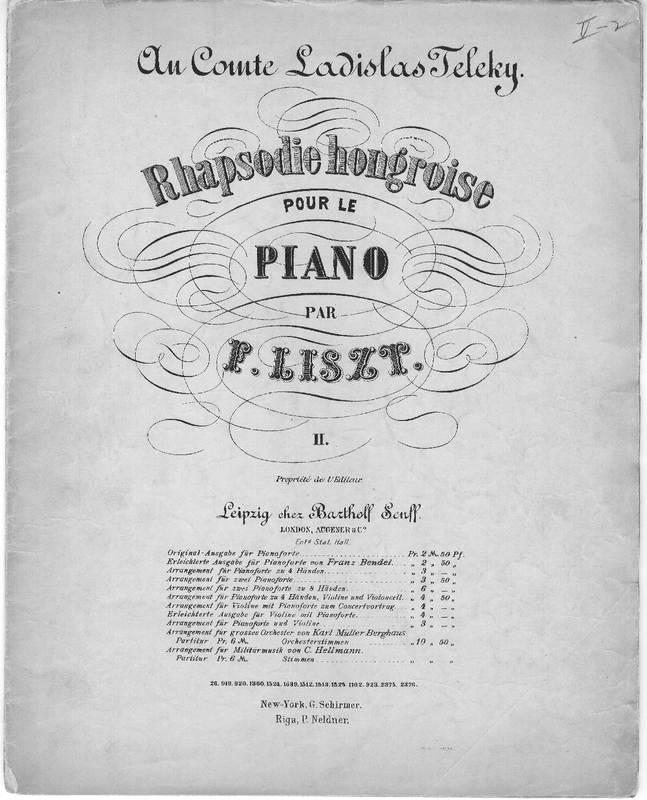 II-2
Au Comte Ladislas Teleky.
Rhapsodie hongroise
POUR LE
PIANO
PAR
F. LISZT.
II.
Propriété de l'Editeur.
Leipzig chez Bartholf Senff.
LONDON, AUGENER & Cº
Entd Stat. Hall.
Original-Ausgabe für Pianoforte........ Pr. 2 M. 50 Pf.
Erleichterte Ausgabe für Pianoforte von Franz Bendel..... „ 2 „ 50 „
Arrangement für Pianoforte zu 4 Händen........ „ 3 „ — „
Arrangement für zwei Pianoforte........ „ 3 „ 50 „
Arrangement für zwei Pianoforte zu 8 Händen........ „ 6 „ — „
Arrangement für Pianoforte zu 4 Händen, Violine und Violoncell. „ 4 „ 50 „
Arrangement für Violine mit Pianoforte zum Concertvortrag. „ 4 „ — „
Erleichterte Ausgabe für Violine mit Pianoforte........ „ 4 „ — „
Arrangement für Pianoforte und Violine........ „ 3 „ — „
Arrangement für grosses Orchester von Karl Müller Berghaus
Partitur Pr. 6 M. Orchesterstimmen ........ „ 10 „ 50 „
Arrangement für Militärmusik von C. Hellmann.
Partitur Pr. 6 M. Stimmen ........ „ „ „
26. 919. 920. 1360. 1524. 1639. 1512. 1513. 1525. 1102. 923. 2375. 2376.
New-York, G. Schirmer.
Riga, P. Neldner.